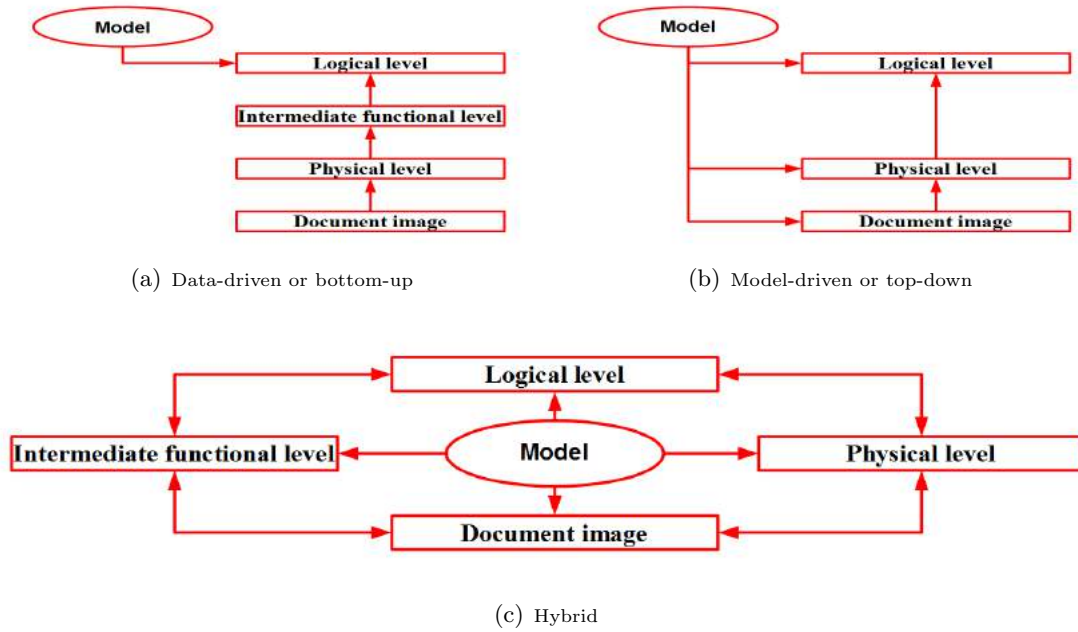 Model
Logical level
Intermediate functional level
Physical level
Document image
(a) Data-driven or bottom-up
Model
Logical level
Physical level
Document image
(b) Model-driven or top-down
Logical level
Intermediate functional level
Model
Physical level
Document image
(c) Hybrid